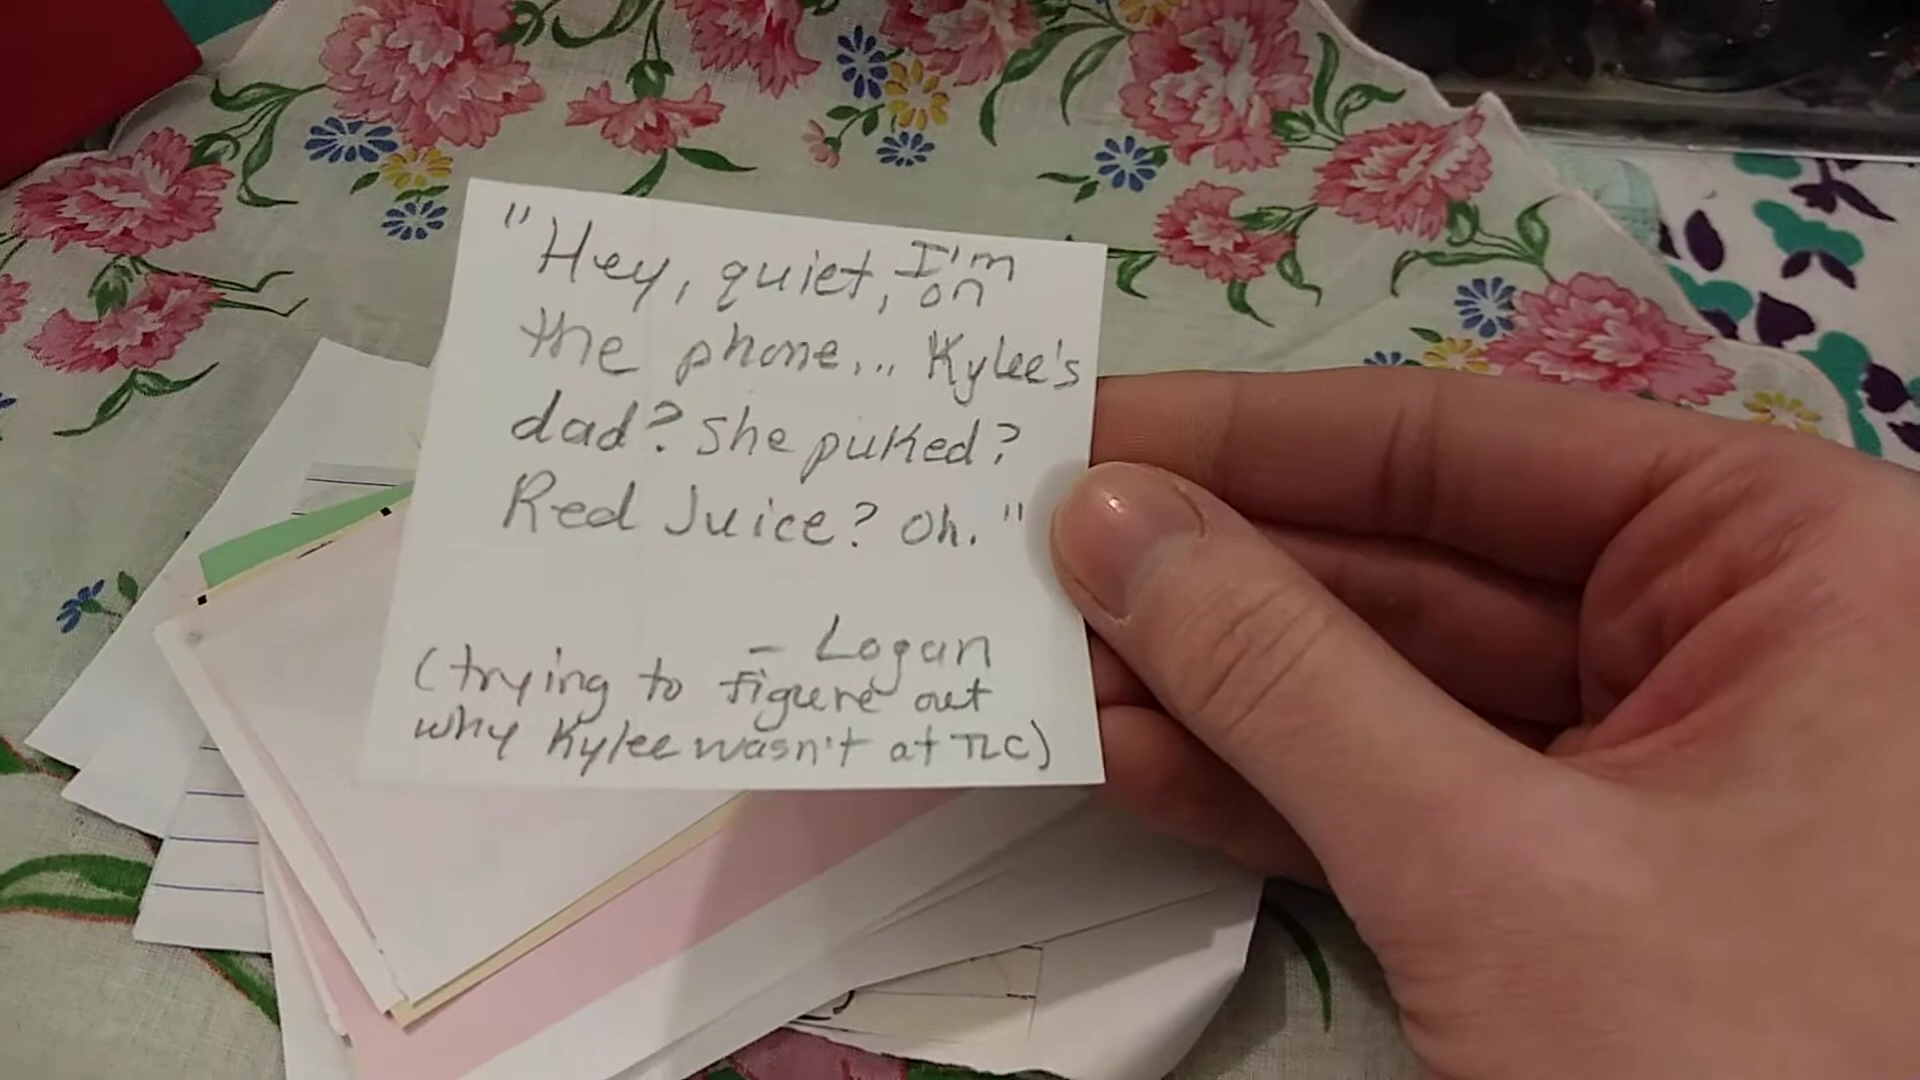 "Hey, quiet, I'm on
the phone... Kylee's
dad? She puked?
Red Juice? Oh."
- Logan
(trying to figure out
why Kylee wasn't at TLC)